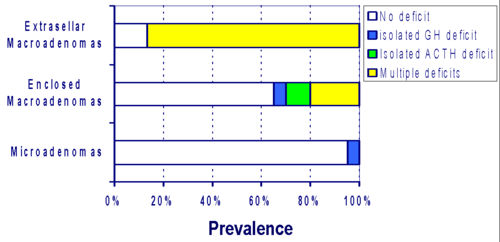 Extrasellar
Macroadenomas
Enclosed
Macroadenomas
Microadenomas
0%
20%
40%
60%
80%
100%
Prevalence
No deficit
isolated GH deficit
Isolated ACTH deficit
Multiple deficits